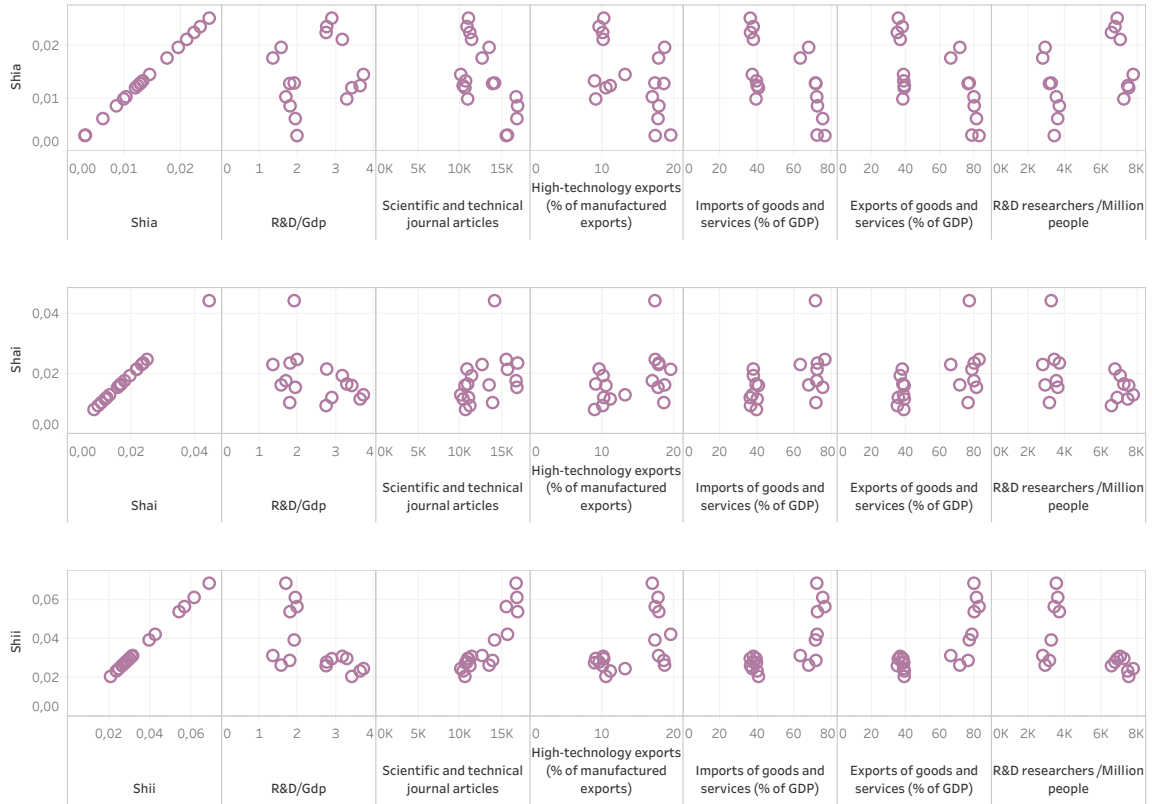 Shia
0,02
0,01
0,00
0,00 0,01 0,02 0 1 2 3 4 0K 5K 10K 15K 0 10 20 0 20 40 60 80 0 20 40 60 80 0K 2K 4K 6K 8K
Shia
R&D/Gdp
Scientific and technical
journal articles
High-technology exports
(% of manufactured
exports)
Imports of goods and
services (% of GDP)
Exports of goods and
services (% of GDP)
R&D researchers /Million
people
Shai
0,04
0,02
0,00
0,00 0,02 0,04 0 1 2 3 4 0K 5K 10K 15K 0 10 20 0 20 40 60 80 0 20 40 60 80 0K 2K 4K 6K 8K
Shai
R&D/Gdp
Scientific and technical
journal articles
High-technology exports
(% of manufactured
exports)
Imports of goods and
services (% of GDP)
Exports of goods and
services (% of GDP)
R&D researchers /Million
people
Shii
0,06
0,04
0,02
0,00
0,02 0,04 0,06 0 1 2 3 4 0K 5K 10K 15K 0 10 20 0 20 40 60 80 0 20 40 60 80 0K 2K 4K 6K 8K
Shii
R&D/Gdp
Scientific and technical
journal articles
High-technology exports
(% of manufactured
exports)
Imports of goods and
services (% of GDP)
Exports of goods and
services (% of GDP)
R&D researchers /Million
people